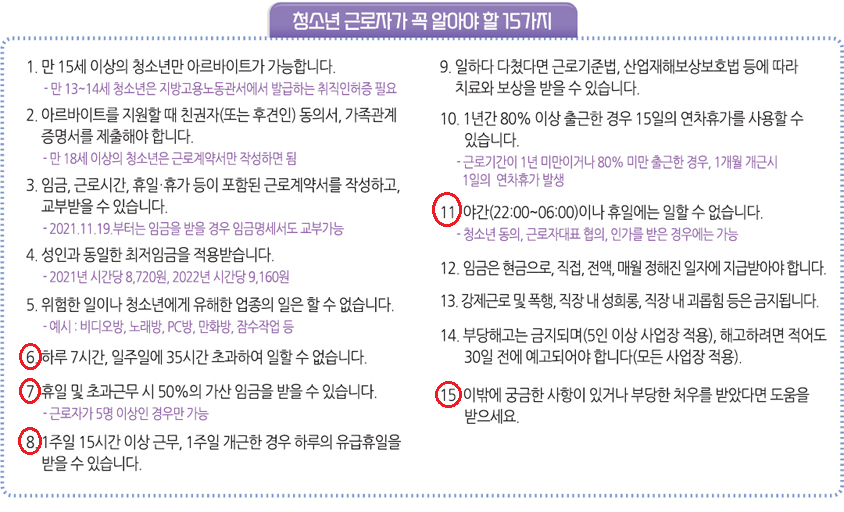 청소년 근로자가 꼭 알아야 할 15가지
1. 만 15세 이상의 청소년만 아르바이트가 가능합니다.
- 만 13~14세 청소년은 지방고용노동관서에서 발급하는 취직인허증 필요
2. 아르바이트를 지원할 때 친권자(또는 후견인) 동의서, 가족관계
증명서를 제출해야 합니다.
- 만 18세 이상의 청소년은 근로계약서만 작성하면 됨
3. 임금, 근로시간, 휴일·휴가 등이 포함된 근로계약서를 작성하고,
교부받을 수 있습니다.
- 2021.11.19.부터는 임금을 받을 경우 임금명세서도 교부가능
4. 성인과 동일한 최저임금을 적용받습니다.
- 2021년 시간당 8,720원, 2022년 시간당 9,160원
5. 위험한 일이나 청소년에게 유해한 업종의 일은 할 수 없습니다.
- 예시 : 비디오방, 노래방, PC방, 만화방, 잠수작업 등
6. 하루 7시간, 일주일에 35시간 초과하여 일할 수 없습니다.
7. 휴일 및 초과근무 시 50%의 가산 임금을 받을 수 있습니다.
- 근로자가 5명 이상인 경우만 가능
8. 1주일 15시간 이상 근무, 1주일 개근한 경우 하루의 유급휴일을
받을 수 있습니다.
9. 일하다 다쳤다면 근로기준법, 산업재해보상보호법 등에 따라
치료와 보상을 받을 수 있습니다.
10. 1년간 80% 이상 출근한 경우 15일의 연차휴가를 사용할 수
있습니다.
- 근로기간이 1년 미만이거나 80% 미만 출근한 경우, 1개월 개근시
1일의 연차휴가 발생
11. 야간(22:00~06:00)이나 휴일에는 일할 수 없습니다.
- 청소년 동의, 근로자대표 협의, 인가를 받은 경우에는 가능
12. 임금은 현금으로, 직접, 전액, 매월 정해진 일자에 지급받아야 합니다.
13. 강제근로 및 폭행, 직장 내 성희롱, 직장 내 괴롭힘 등은 금지됩니다.
14. 부당해고는 금지되며(5인 이상 사업장 적용), 해고하려면 적어도
30일 전에 예고되어야 합니다(모든 사업장 적용).
15. 이밖에 궁금한 사항이 있거나 부당한 처우를 받았다면 도움을
받으세요.